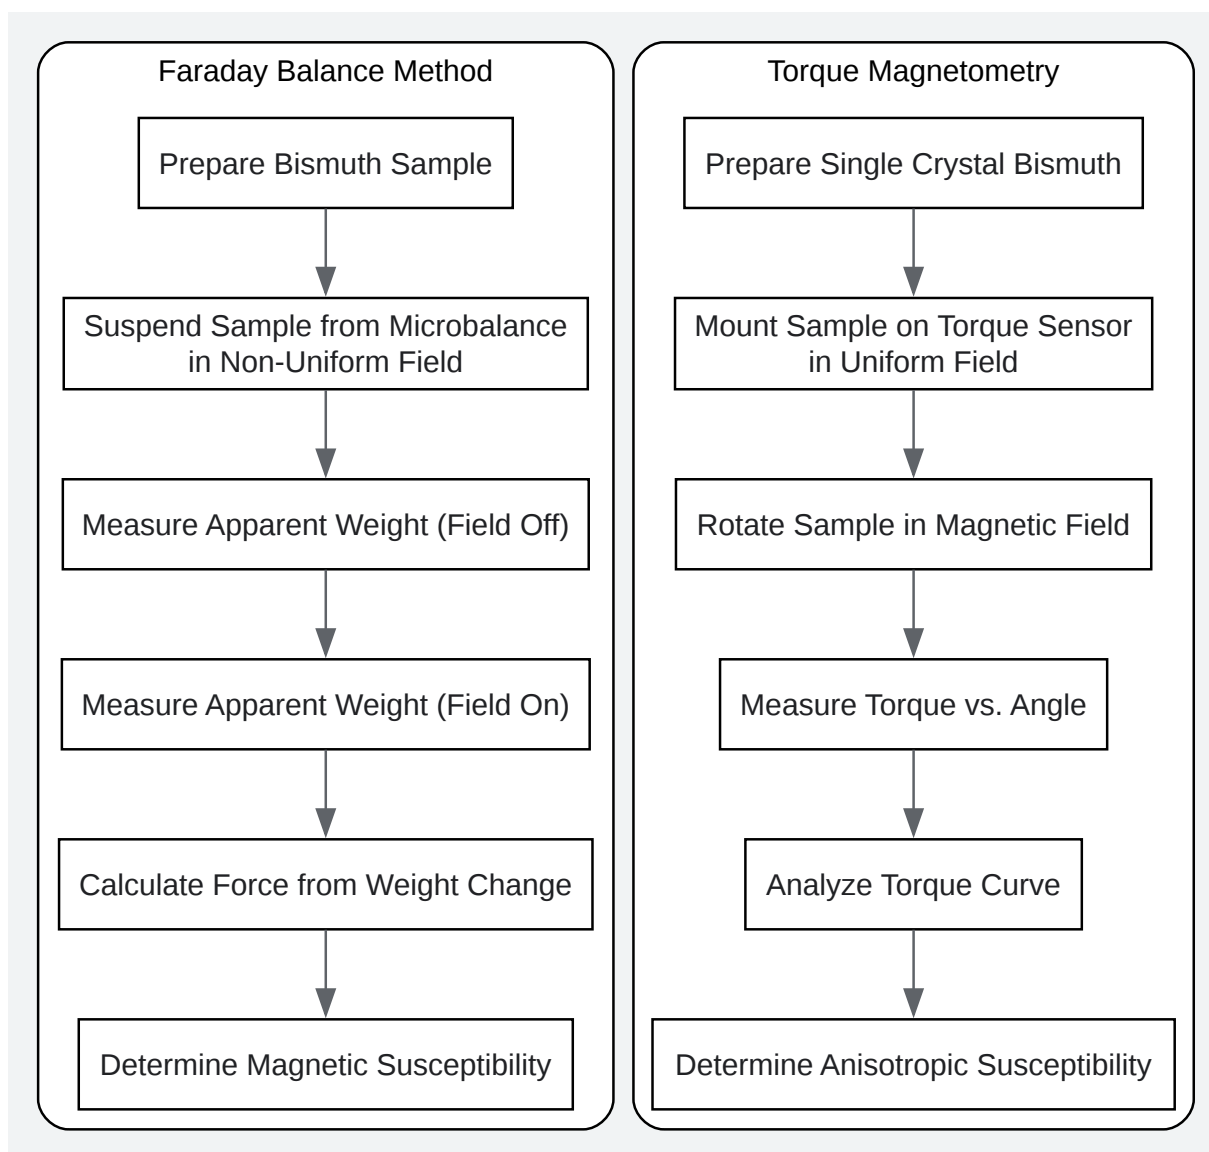 Faraday Balance Method
Prepare Bismuth Sample
Suspend Sample from Microbalance
in Non-Uniform Field
Measure Apparent Weight (Field Off)
Measure Apparent Weight (Field On)
Calculate Force from Weight Change
Determine Magnetic Susceptibility
Torque Magnetometry
Prepare Single Crystal Bismuth
Mount Sample on Torque Sensor
in Uniform Field
Rotate Sample in Magnetic Field
Measure Torque vs. Angle
Analyze Torque Curve
Determine Anisotropic Susceptibility